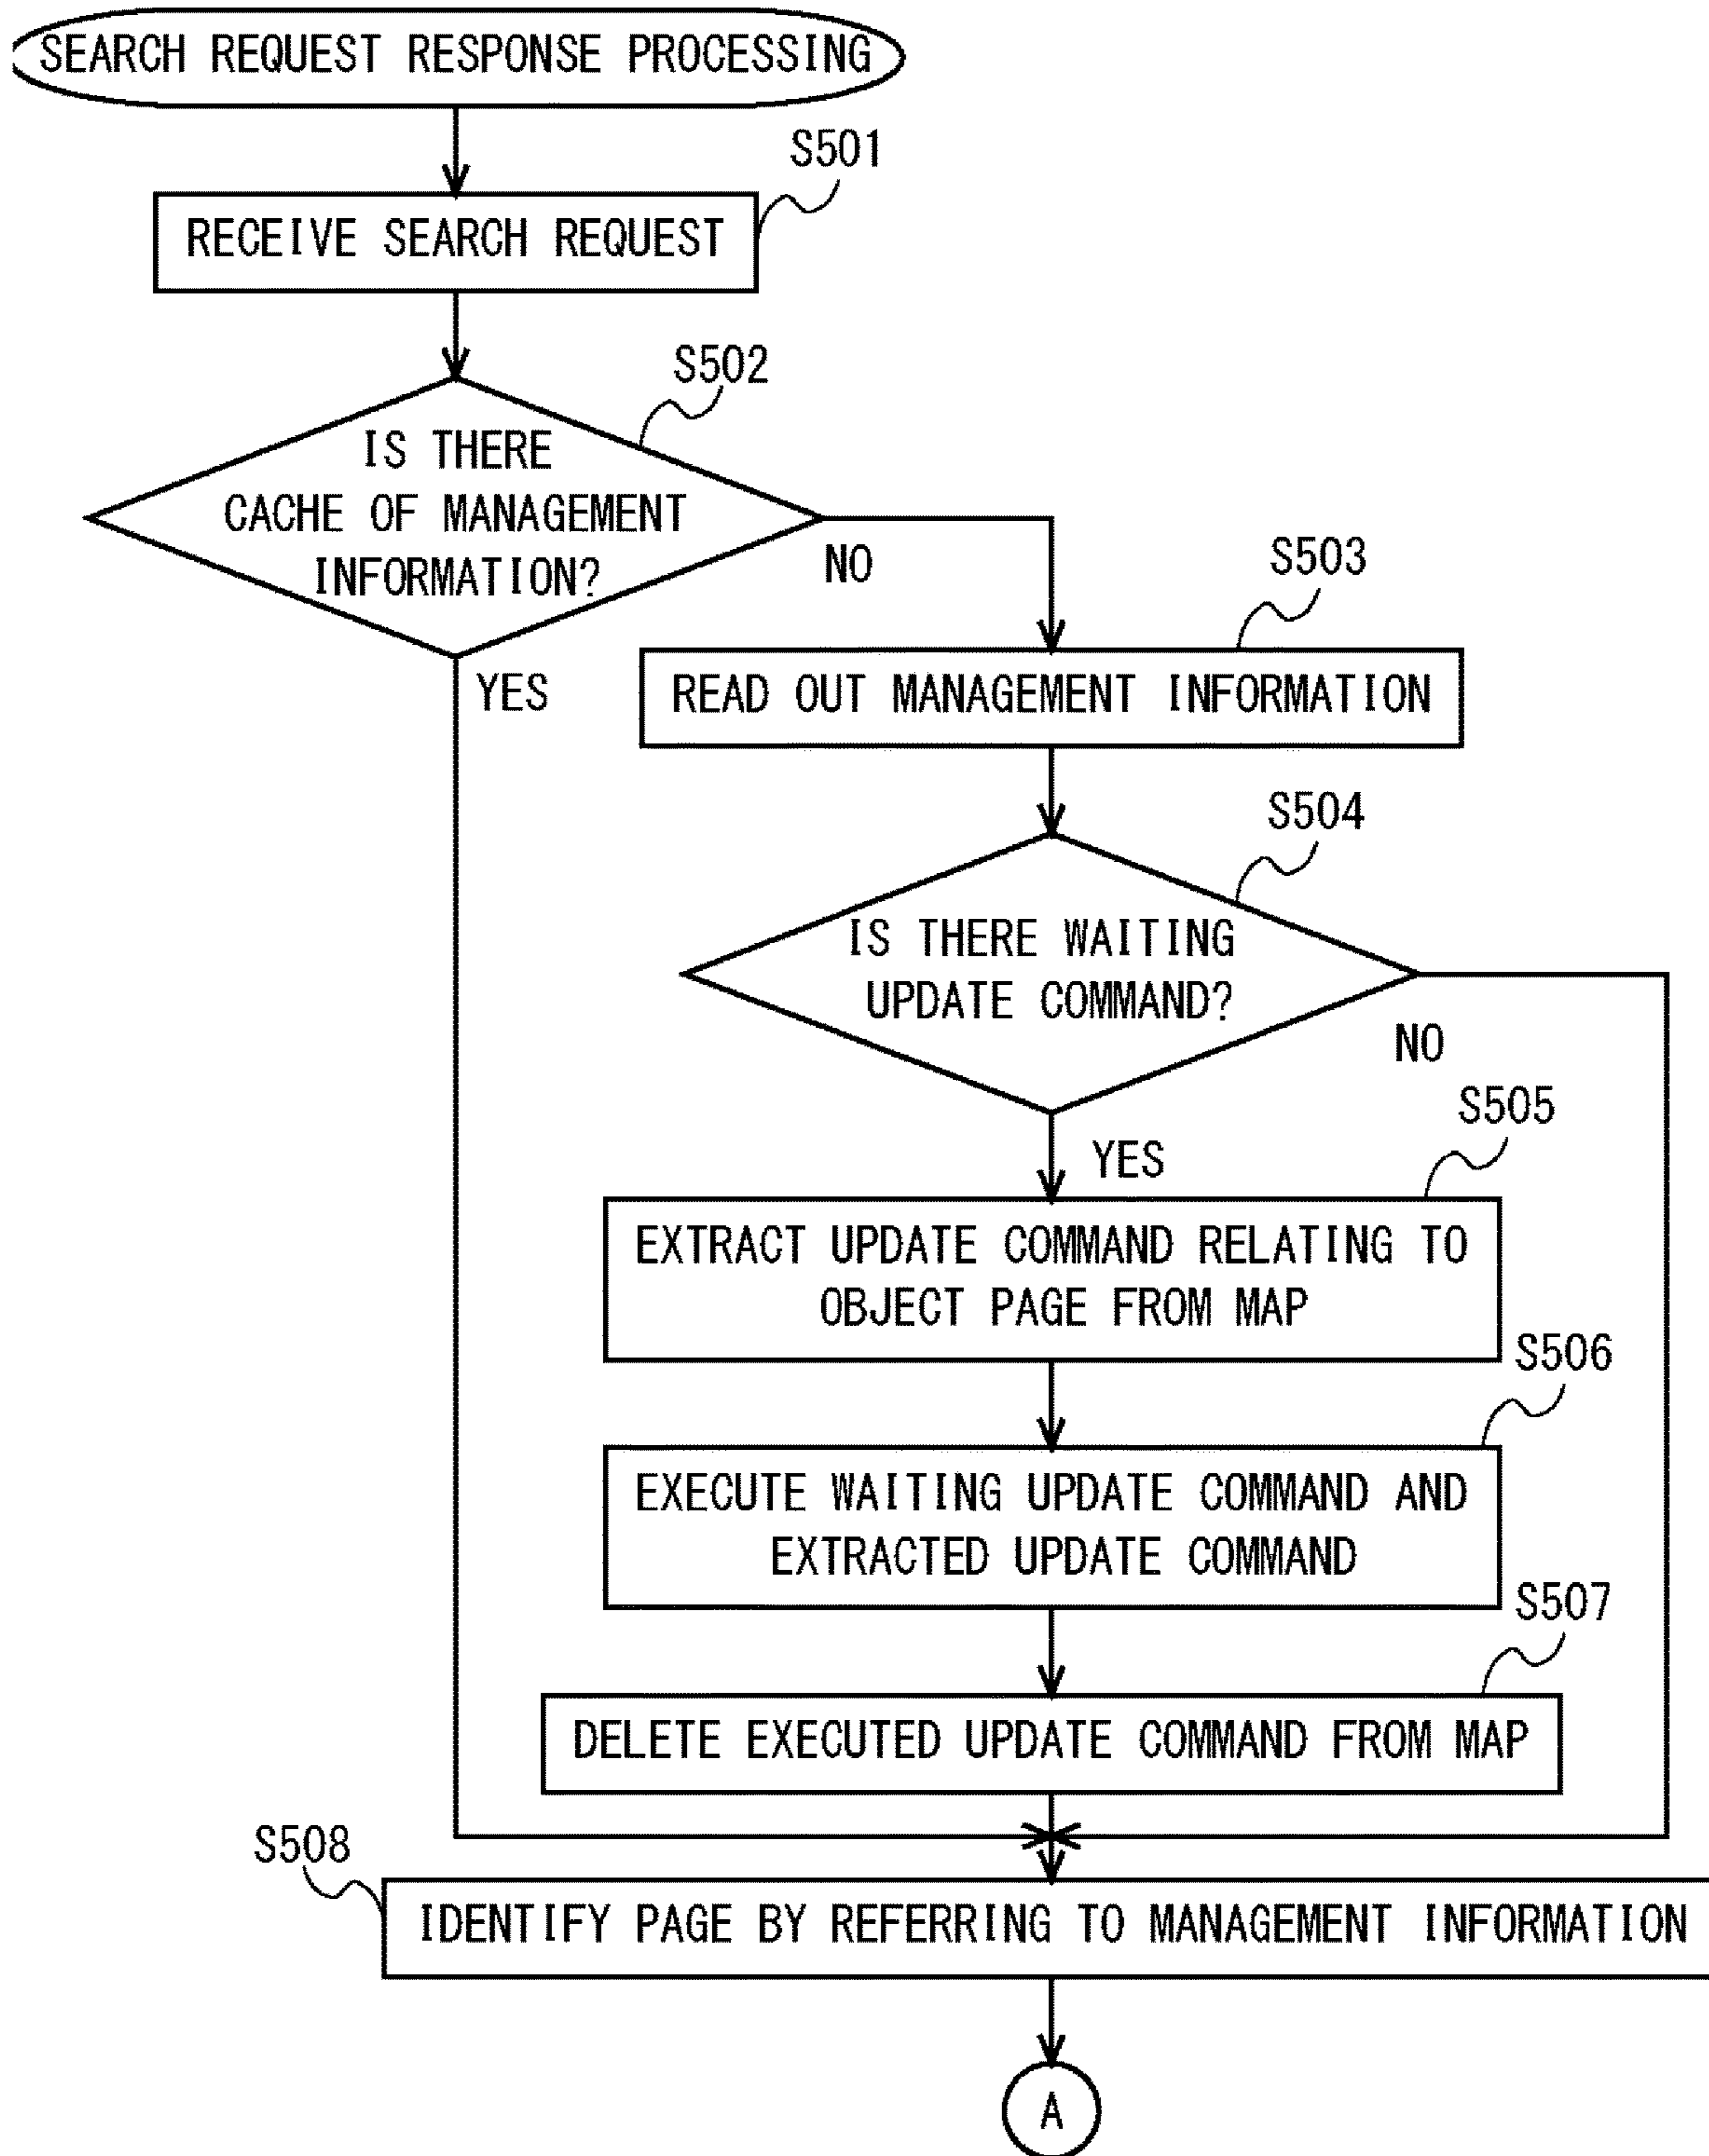 SEARCH REQUEST RESPONSE PROCESSING
S501
RECEIVE SEARCH REQUEST
S502
IS THERE
CACHE OF MANAGEMENT
INFORMATION?
NO
S503
YES
READ OUT MANAGEMENT INFORMATION
S504
IS THERE WAITING
UPDATE COMMAND?
NO
S505
YES
EXTRACT UPDATE COMMAND RELATING TO
OBJECT PAGE FROM MAP
S506
EXECUTE WAITING UPDATE COMMAND AND
EXTRACTED UPDATE COMMAND
S507
DELETE EXECUTED UPDATE COMMAND FROM MAP
S508
IDENTIFY PAGE BY REFERRING TO MANAGEMENT INFORMATION
A